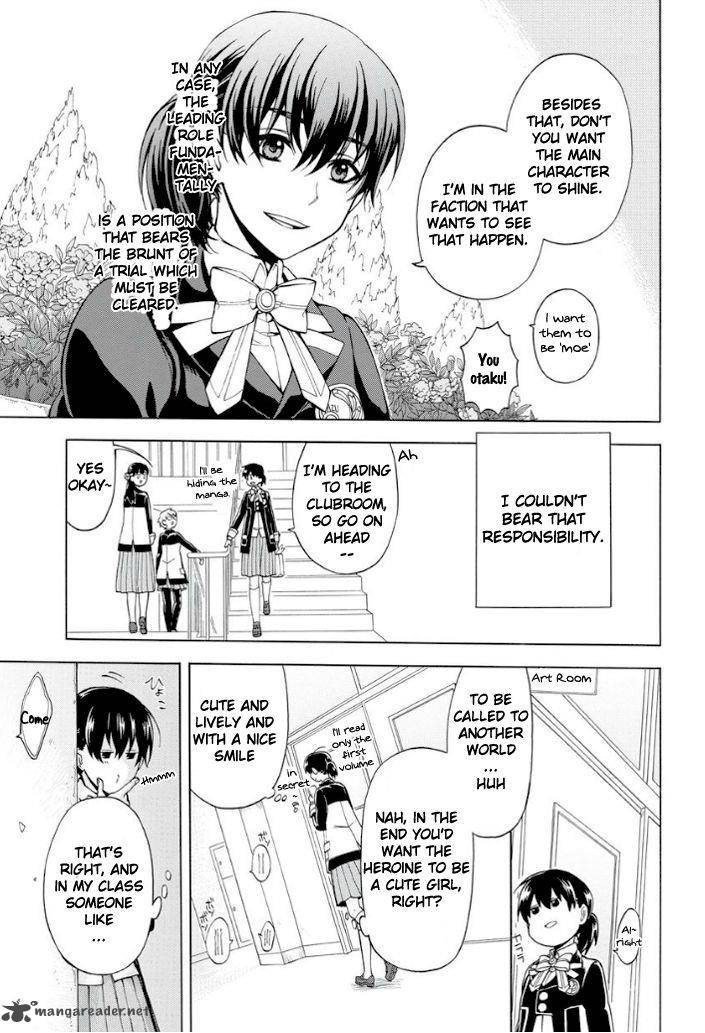 BESIDES
THAT, DON'T
YOU WANT
THE MAIN
CHARACTER
TO SHINE.
I'M IN THE
FACTION THAT
WANTS TO SEE
THAT HAPPEN.
IN ANY
CASE,
THE
LEADING
ROLE
FUNDA-
MEN-
TALLY
IS A POSITION
THAT BEARS
THE BRUNT OF
A TRIAL WHICH
MUST BE
CLEARED.
I want
them to
be 'moe'
You
otaku!
I COULDN'T
BEAR THAT
RESPONSIBILITY.
Ah
I'M HEADING
TO THE
CLUBROOM,
SO GO ON
AHEAD
--
I'll be
hiding the
manga.
YES
OKAY~
Art Room
TO BE
CALLED TO
ANOTHER
WORLD
...
HUH
Al-
right
NAH, IN THE
END YOU'D
WANT THE
HEROINE TO BE
A CUTE GIRL,
RIGHT?
I'll read
only the
first
volume
in
secret
~
CUTE AND
LIVELY AND
WITH A NICE
SMILE
ひょこ
Come
Hmmm
THAT'S
RIGHT, AND
IN MY CLASS
SOMEONE
LIKE
...
mangareader.net